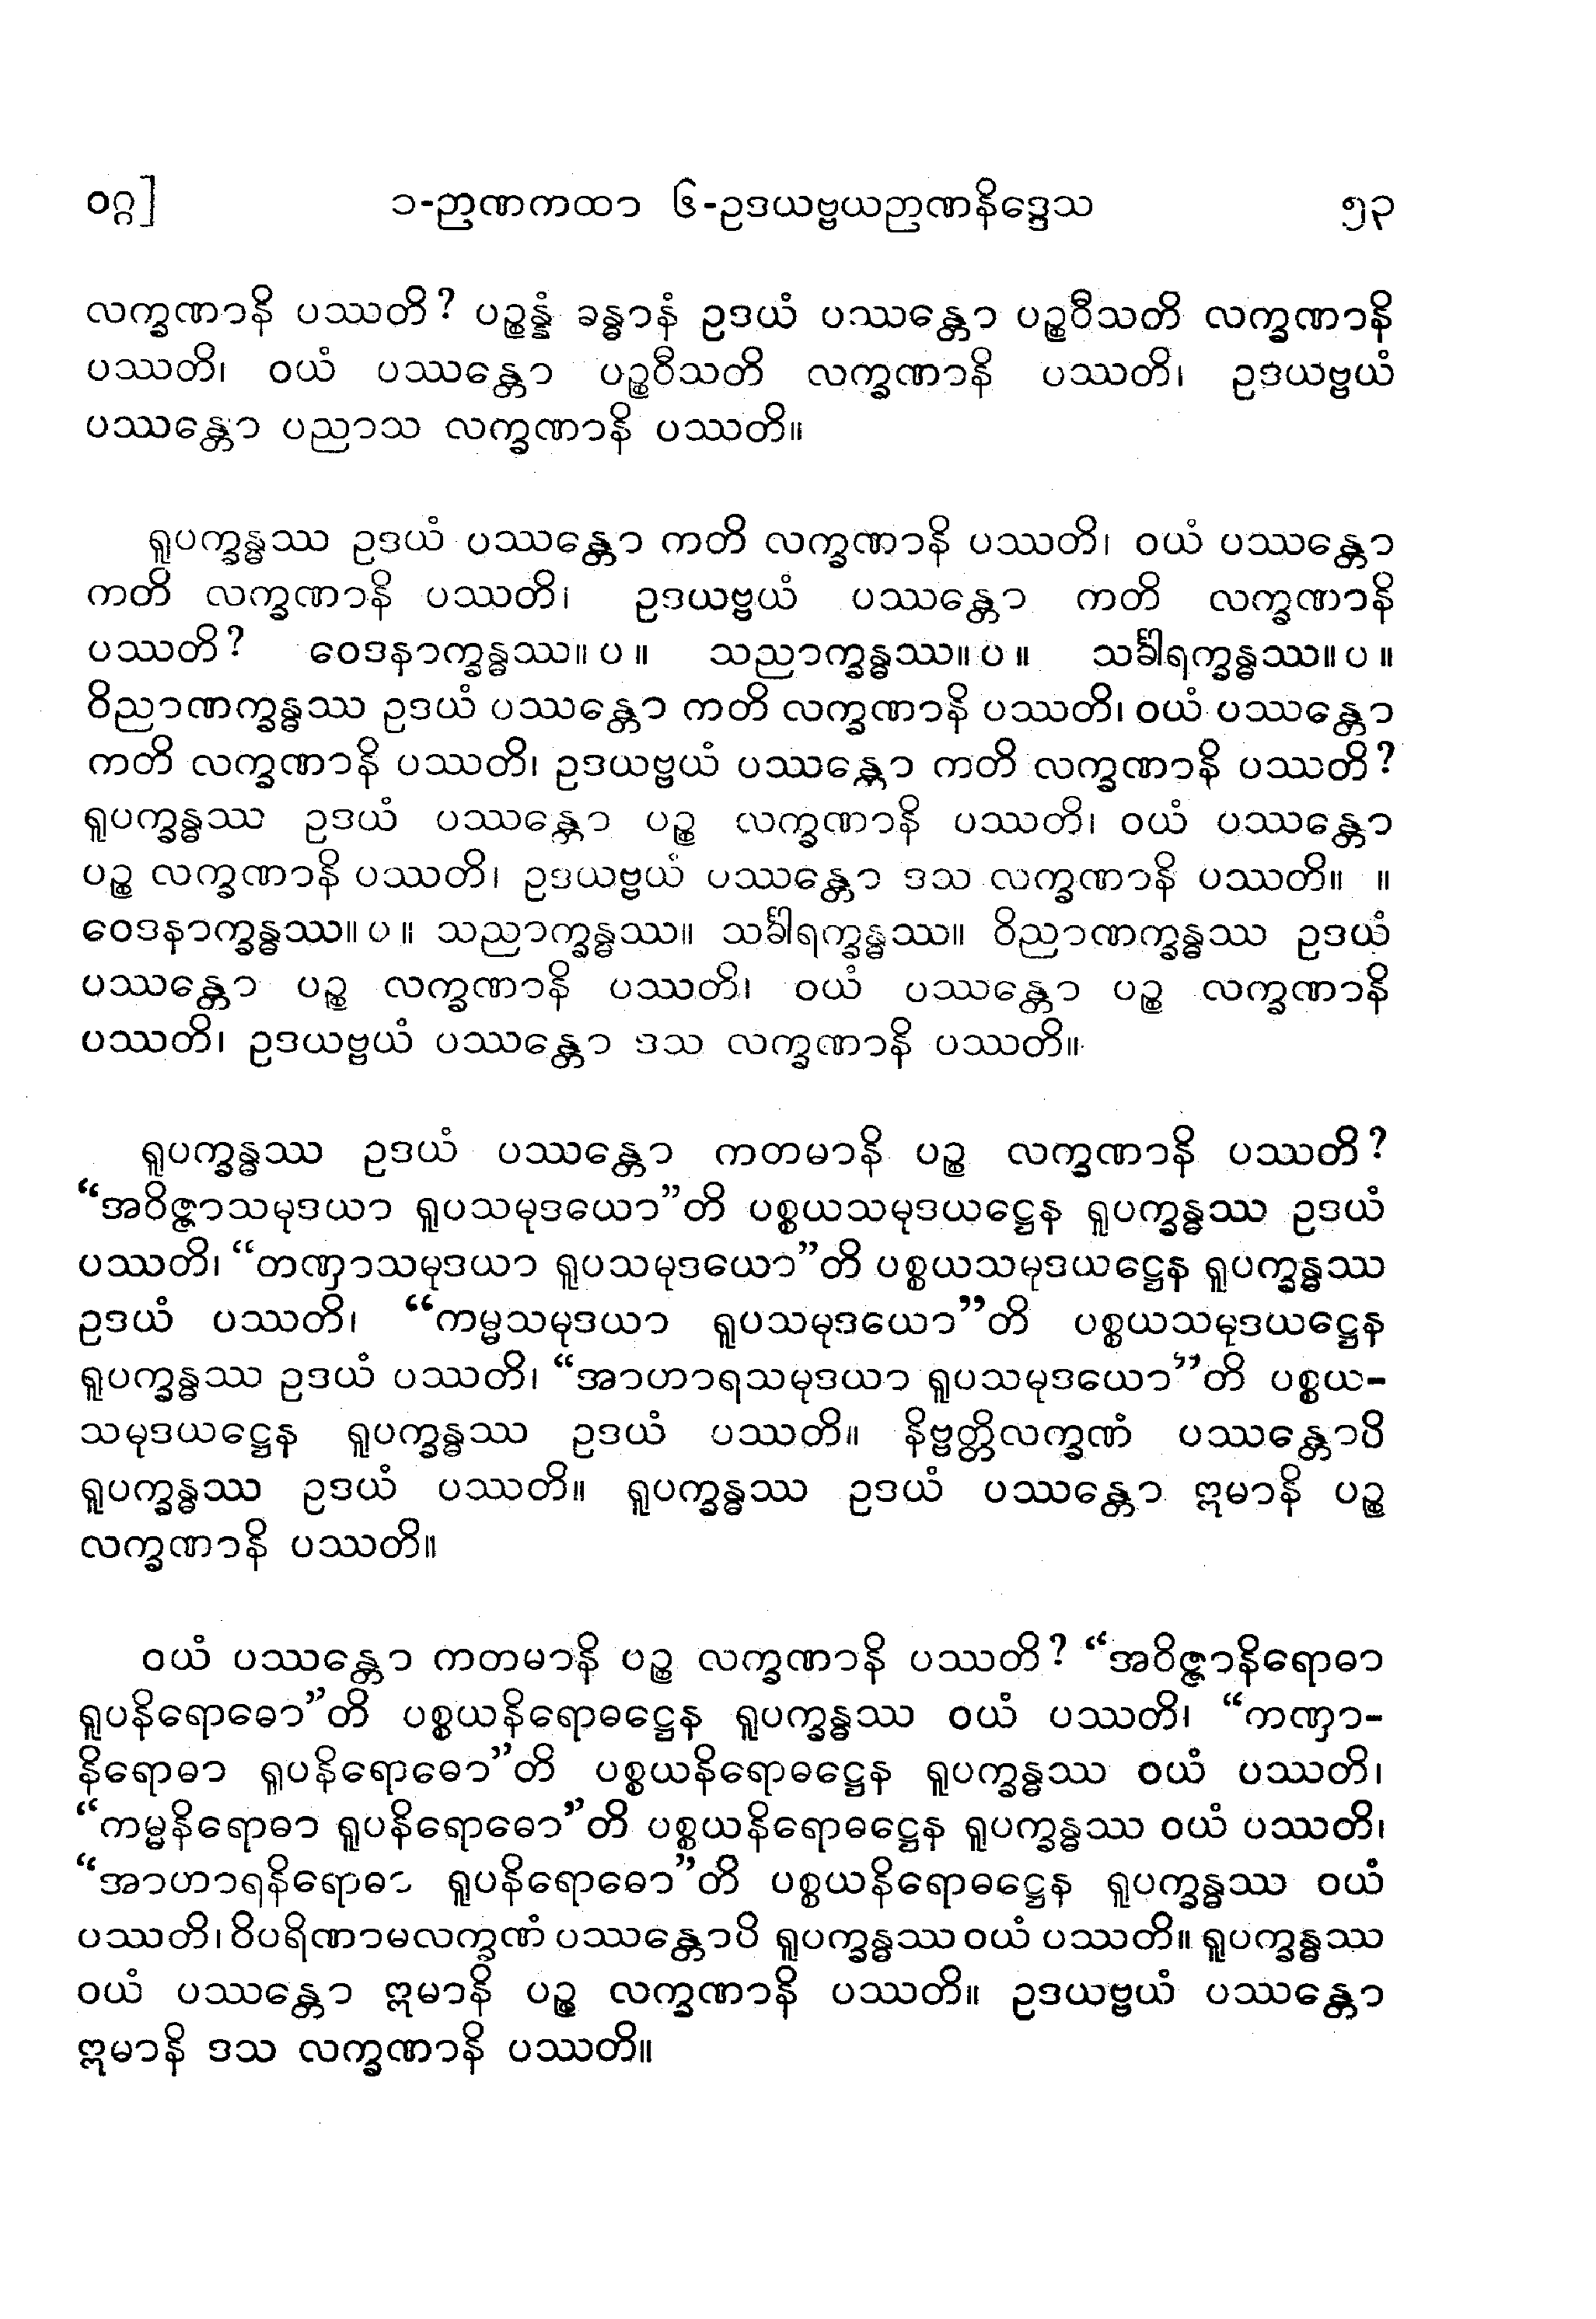 ဝဂ္ဂ] ၁-ဉာဏကထာ ၆-ဥဒယဗ္ဗယဉာဏနိဒ္ဒေသ ၅၃
လက္ခဏာနိ ပဿတိ? ပဉ္စန္နံ ခန္ဓာနံ ဥဒယံ ပဿန္တော ပဉ္စဝီသတိ လက္ခဏာနိ
ပဿတိ၊ ဝယံ ပဿန္တော ပဉ္စဝီသတိ လက္ခဏာနိ ပဿတိ၊ ဥဒယဗ္ဗယံ
ပဿန္တော ပညာသ လက္ခဏာနိ ပဿတိ။
ရူပက္ခန္ဓဿ ဥဒယံ ပဿန္တော ကတိ လက္ခဏာနိ ပဿတိ၊ ဝယံ ပဿန္တော
ကတိ လက္ခဏာနိ ပဿတိ၊ ဥဒယဗ္ဗယံ ပဿန္တော ကတိ လက္ခဏာနိ
ပဿတိ? ဝေဒနာက္ခန္ဓဿ။ ပ ။ သညာက္ခန္ဓဿ။ ပ ။ သင်္ခါရက္ခန္ဓဿ။ ပ ။
ဝိညာဏက္ခန္ဓဿ ဥဒယံ ပဿန္တော ကတိ လက္ခဏာနိ ပဿတိ၊ ဝယံ ပဿန္တော
ကတိ လက္ခဏာနိ ပဿတိ၊ ဥဒယဗ္ဗယံ ပဿန္တော ကတိ လက္ခဏာနိ ပဿတိ?
ရူပက္ခန္ဓဿ ဥဒယံ ပဿန္တော ပဉ္စ လက္ခဏာနိ ပဿတိ၊ ဝယံ ပဿန္တော
ပဉ္စ လက္ခဏာနိ ပဿတိ၊ ဥဒယဗ္ဗယံ ပဿန္တော ဒသ လက္ခဏာနိ ပဿတိ။ ။
ဝေဒနာက္ခန္ဓဿ။ ပ ။ သညာက္ခန္ဓဿ။ သင်္ခါရက္ခန္ဓဿ။ ဝိညာဏက္ခန္ဓဿ ဥဒယံ
ပဿန္တော ပဉ္စ လက္ခဏာနိ ပဿတိ၊ ဝယံ ပဿန္တော ပဉ္စ လက္ခဏာနိ
ပဿတိ၊ ဥဒယဗ္ဗယံ ပဿန္တော ဒသ လက္ခဏာနိ ပဿတိ။
ရူပက္ခန္ဓဿ ဥဒယံ ပဿန္တော ကတမာနိ ပဉ္စ လက္ခဏာနိ ပဿတိ?
“အဝိဇ္ဇာသမုဒယာ ရူပသမုဒယော”တိ ပစ္စယသမုဒယဋ္ဌေန ရူပက္ခန္ဓဿ ဥဒယံ
ပဿတိ၊ “တဏှာသမုဒယာ ရူပသမုဒယော”တိ ပစ္စယသမုဒယဋ္ဌေန ရူပက္ခန္ဓဿ
ဥဒယံ ပဿတိ၊ “ကမ္မသမုဒယာ ရူပသမုဒယော”တိ ပစ္စယသမုဒယဋ္ဌေန
ရူပက္ခန္ဓဿ ဥဒယံ ပဿတိ၊ “အာဟာရသမုဒယာ ရူပသမုဒယော”တိ ပစ္စယ-
သမုဒယဋ္ဌေန ရူပက္ခန္ဓဿ ဥဒယံ ပဿတိ။ နိဗ္ဗတ္တိလက္ခဏံ ပဿန္တောပိ
ရူပက္ခန္ဓဿ ဥဒယံ ပဿတိ။ ရူပက္ခန္ဓဿ ဥဒယံ ပဿန္တော ဣမာနိ ပဉ္စ
လက္ခဏာနိ ပဿတိ။
ဝယံ ပဿန္တော ကတမာနိ ပဉ္စ လက္ခဏာနိ ပဿတိ? “အဝိဇ္ဇာနိရောဓာ
ရူပနိရောဓော”တိ ပစ္စယနိရောဓဋ္ဌေန ရူပက္ခန္ဓဿ ဝယံ ပဿတိ၊ “ကဏှာ-
နိရောဓာ ရူပနိရောဓော”တိ ပစ္စယနိရောဓဋ္ဌေန ရူပက္ခန္ဓဿ ဝယံ ပဿတိ၊
“ကမ္မနိရောဓာ ရူပနိရောဓော”တိ ပစ္စယနိရောဓဋ္ဌေန ရူပက္ခန္ဓဿ ဝယံ ပဿတိ၊
“အာဟာရနိရောဓာ ရူပနိရောဓော”တိ ပစ္စယနိရောဓဋ္ဌေန ရူပက္ခန္ဓဿ ဝယံ
ပဿတိ၊ ဝိပရိဏာမလက္ခဏံ ပဿန္တောပိ ရူပက္ခန္ဓဿ ဝယံ ပဿတိ။ ရူပက္ခန္ဓဿ
ဝယံ ပဿန္တော ဣမာနိ ပဉ္စ လက္ခဏာနိ ပဿတိ။ ဥဒယဗ္ဗယံ ပဿန္တော
ဣမာနိ ဒသ လက္ခဏာနိ ပဿတိ။